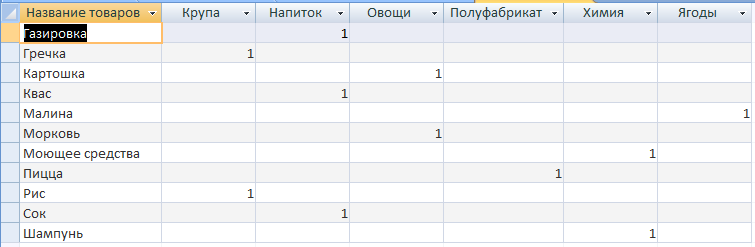 Название товаров Крупа Напиток Овощи Полуфабрикат Химия Ягоды
Газировка 1
Гречка 1
Картошка 1
Квас 1
Малина 1
Морковь 1
Моющее средства 1
Пицца 1
Рис 1
Сок 1
Шампунь 1